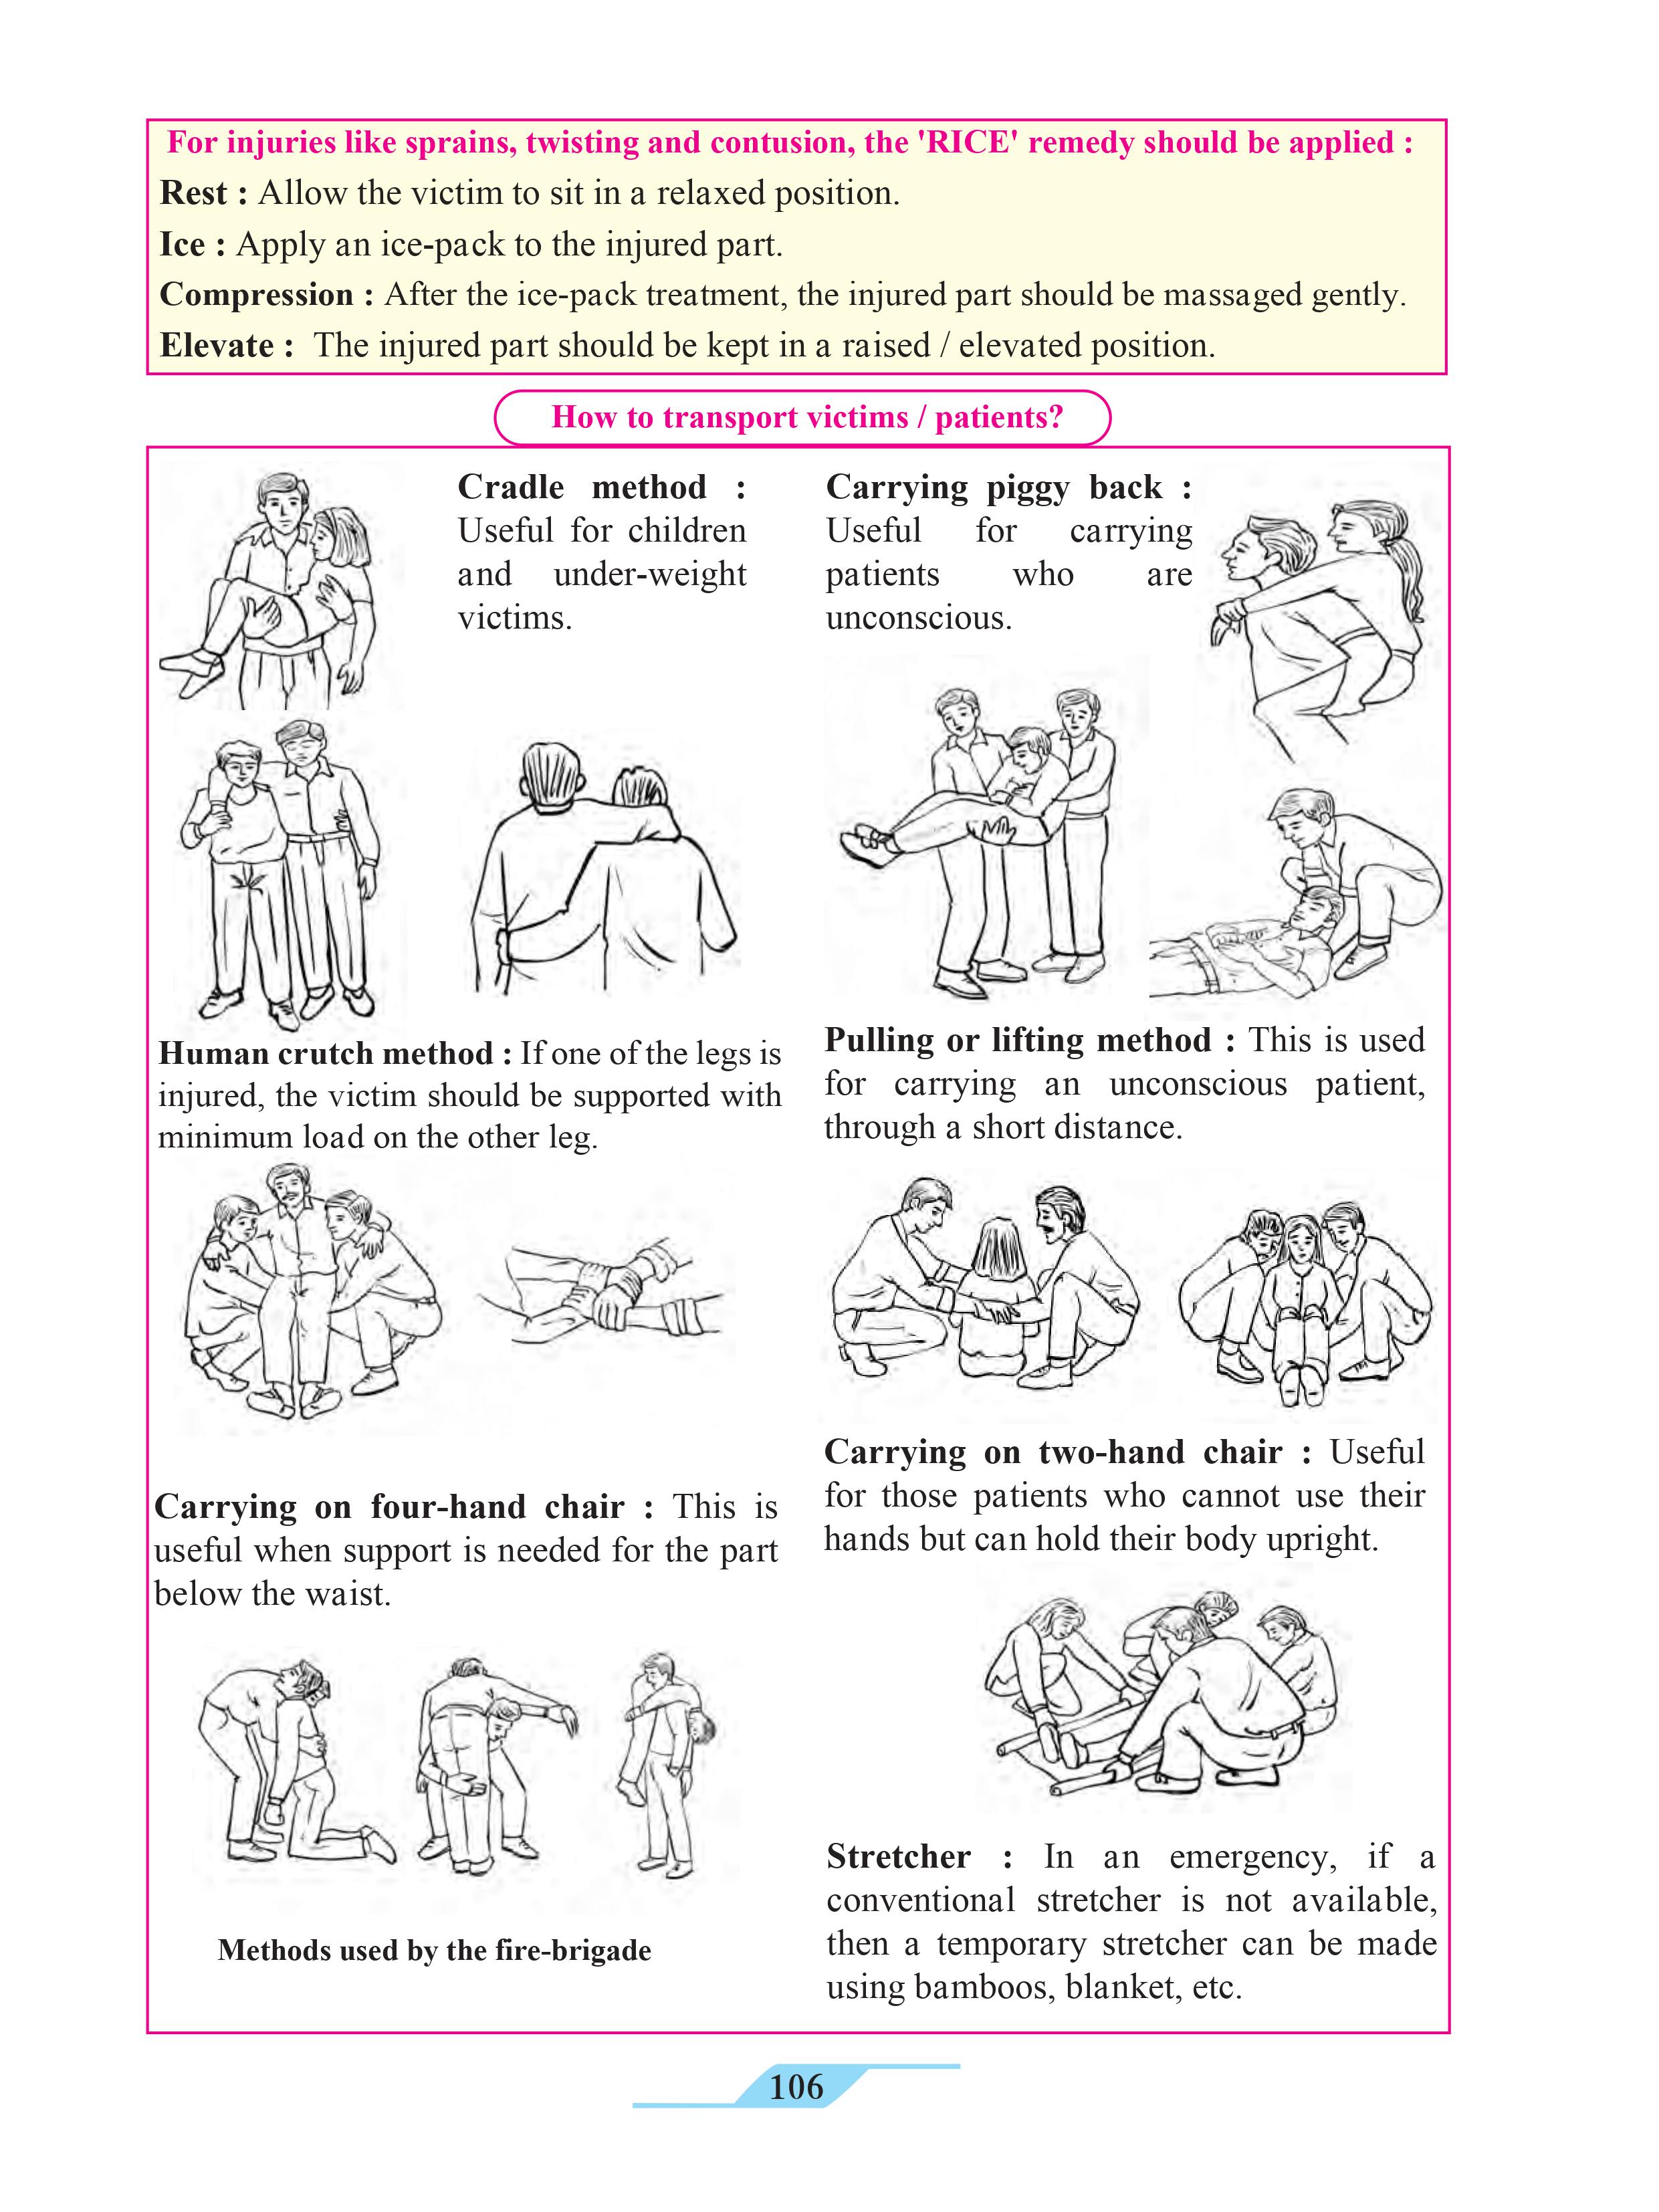 For injuries like sprains, twisting and contusion, the 'RICE' remedy should be applied :
Rest : Allow the victim to sit in a relaxed position.
Ice : Apply an ice-pack to the injured part.
Compression : After the ice-pack treatment, the injured part should be massaged gently.
Elevate : The injured part should be kept in a raised / elevated position.
How to transport victims / patients?
Cradle method :
Useful for children
and under-weight
victims.
Carrying piggy back :
Useful for carrying
patients who are
unconscious.
Human crutch method : If one of the legs is
injured, the victim should be supported with
minimum load on the other leg.
Pulling or lifting method : This is used
for carrying an unconscious patient,
through a short distance.
Carrying on four-hand chair : This is
useful when support is needed for the part
below the waist.
Carrying on two-hand chair : Useful
for those patients who cannot use their
hands but can hold their body upright.
Methods used by the fire-brigade
Stretcher : In an emergency, if a
conventional stretcher is not available,
then a temporary stretcher can be made
using bamboos, blanket, etc.
106